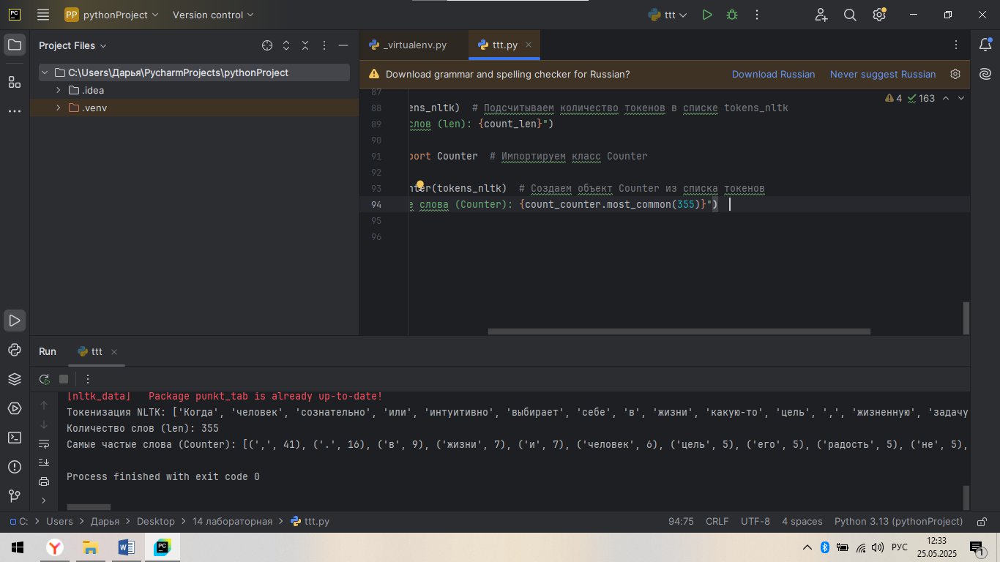 PC
PP pythonProject Version control ttt
Project Files
_virtualenv.py ttt.py
C:\Users\Дарья\PycharmProjects\pythonProject
.idea
.venv
Download grammar and spelling checker for Russian? Download Russian Never suggest Russian
4 163
87
88 ens_nltk) # Подсчитываем количество токенов в списке tokens_nltk
89 слов (len): {count_len}")
90
91 port Counter # Импортируем класс Counter
92
93 nter(tokens_nltk) # Создаем объект Counter из списка токенов
94 е слова (Counter): {count_counter.most_common(355)}")
95
96
Run ttt
[nltk_data] Package punkt_tab is already up-to-date!
Токенизация NLTK: ['Когда', 'человек', 'сознательно', 'или', 'интуитивно', 'выбирает', 'себе', 'в', 'жизни', 'какую-то', 'цель', ',', 'жизненную', 'задачу
Количество слов (len): 355
Самые частые слова (Counter): [(',', 41), ('.', 16), ('в', 9), ('жизни', 7), ('и', 7), ('человек', 6), ('цель', 5), ('его', 5), ('радость', 5), ('не', 5),
Process finished with exit code 0
C: Users Дарья Desktop 14 лабораторная ttt.py 94:75 CRLF UTF-8 4 spaces Python 3.13 (pythonProject)
Y W PC РУС 12:33
25.05.2025 1